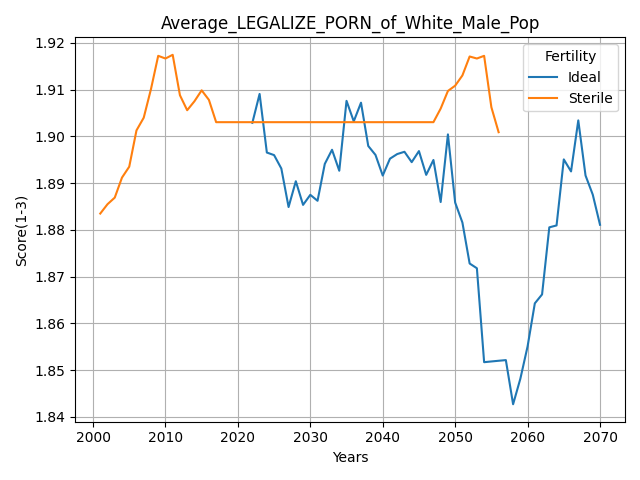 Average_LEGALIZE_PORN_of_White_Male_Pop
1.92
1.91
1.90
1.89
1.88
1.87
1.86
1.85
1.84
Score(1-3)
Fertility
Ideal
Sterile
2000 2010 2020 2030 2040 2050 2060 2070
Years